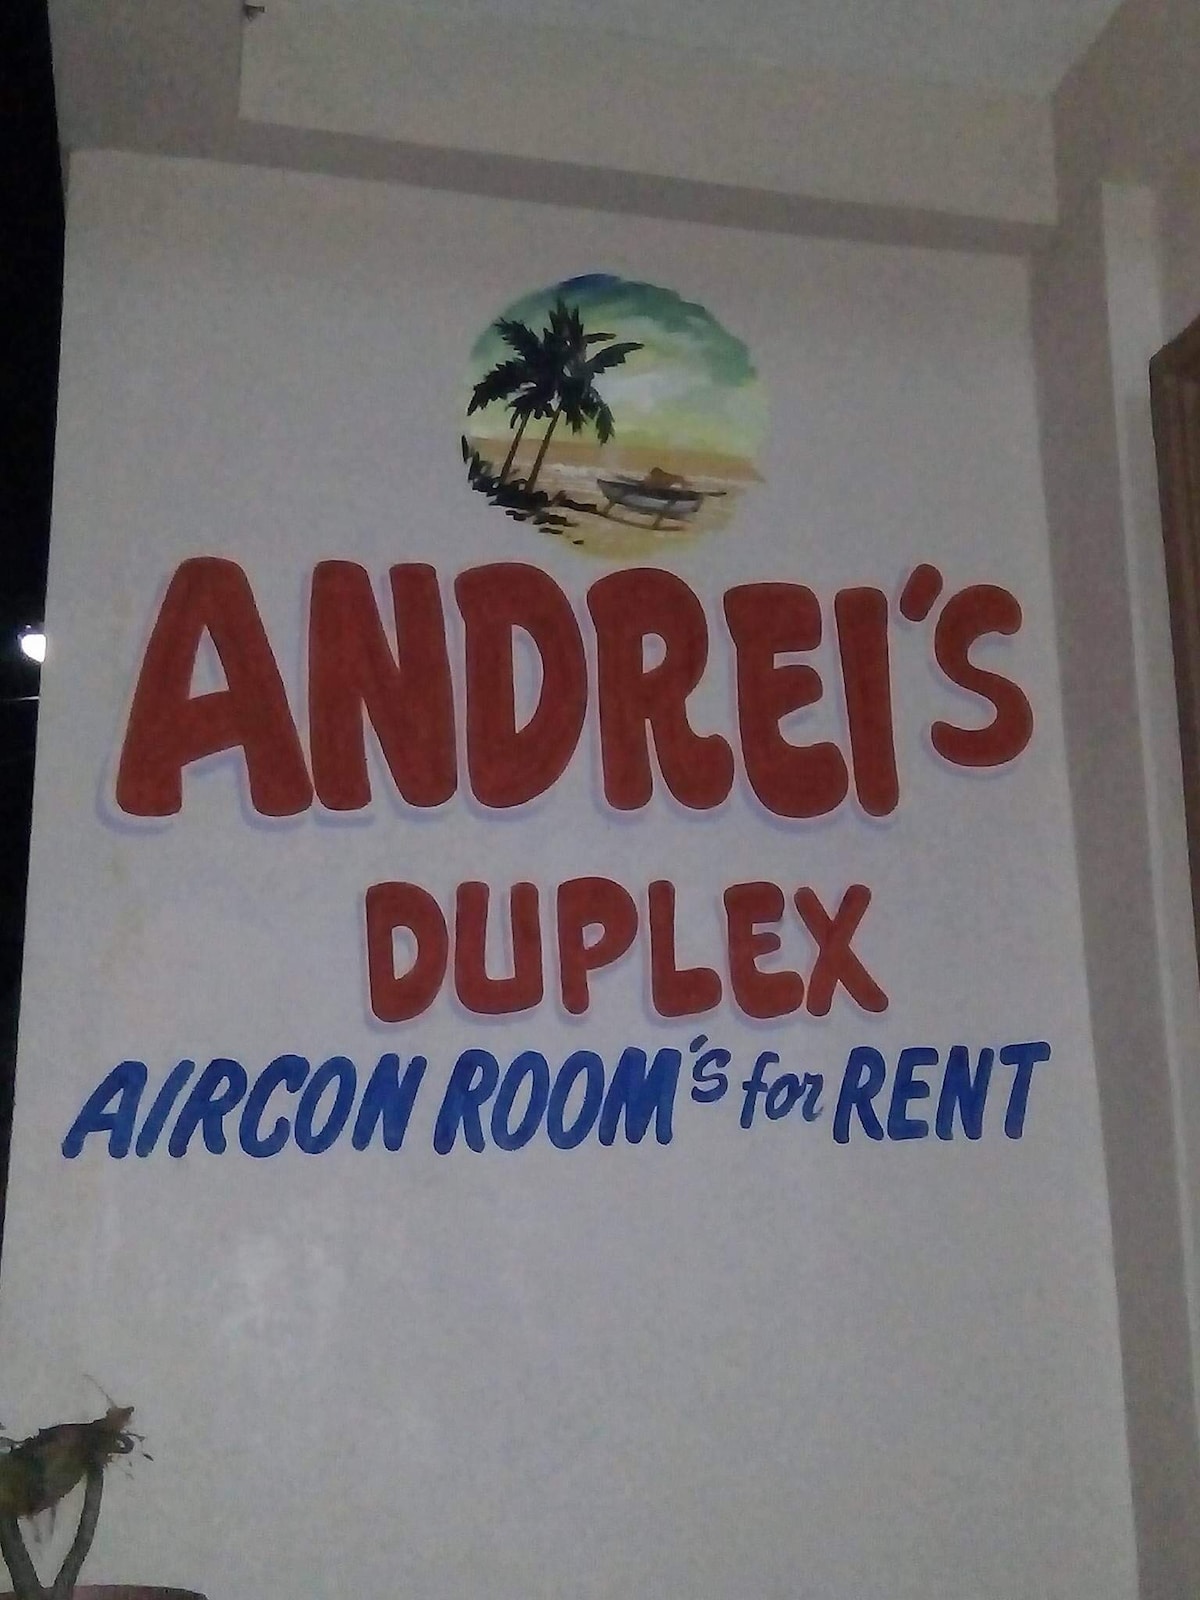 ANDREI'S
DUPLEX
AIRCON ROOM'S for RENT